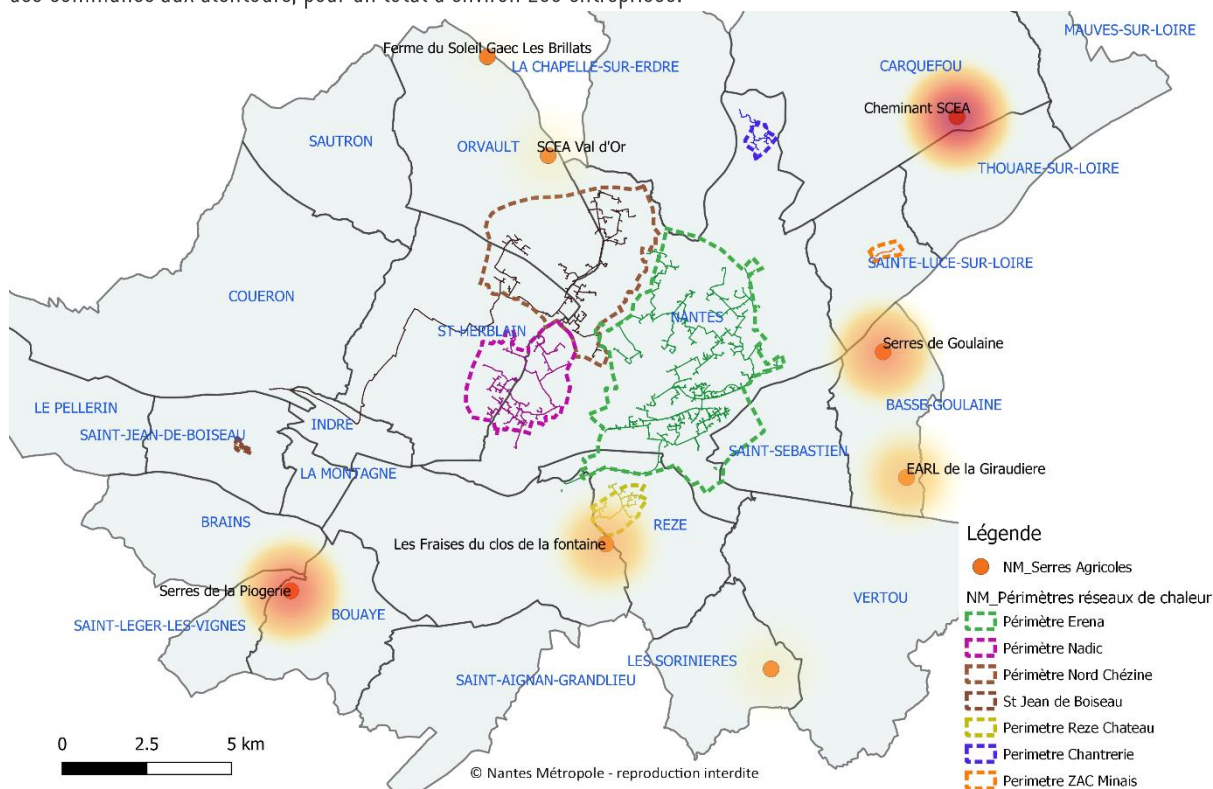 des communes aux alentours, pour un total d'environ 200 entreprises.
MAUVES-SUR-LOIRE
Ferme du Soleil Gaec Les Brillats
LA CHAPELLE-SUR-ERDRE
CARQUEFOU
Cheminant SCEA
SAUTRON
ORVAULT
SCEA Val d'Or
THOUARE-SUR-LOIRE
SAINTE-LUCE-SUR-LOIRE
COUERON
ST-HERBLAIN
NANTES
Serres de Goulaine
LE PELLERIN
BASSE-GOULAINE
SAINT-JEAN-DE-BOISEAU
INDRE
SAINT-SEBASTIEN
LA MONTAGNE
EARL de la Giraudiere
BRAINS
REZE
Les Fraises du clos de la fontaine
Serres de la Piogerie
BOUAYE
VERTOU
SAINT-LEGER-LES-VIGNES
LES SORINIERES
SAINT-AIGNAN-GRANDLIEU
Légende
NM_Serres Agricoles
NM_Périmètres réseaux de chaleur
Périmètre Erena
Périmètre Nadic
Périmètre Nord Chézine
St Jean de Boiseau
Perimetre Reze Chateau
Perimetre Chantrerie
Perimetre ZAC Minais
0 2.5 5 km
© Nantes Métropole - reproduction interdite